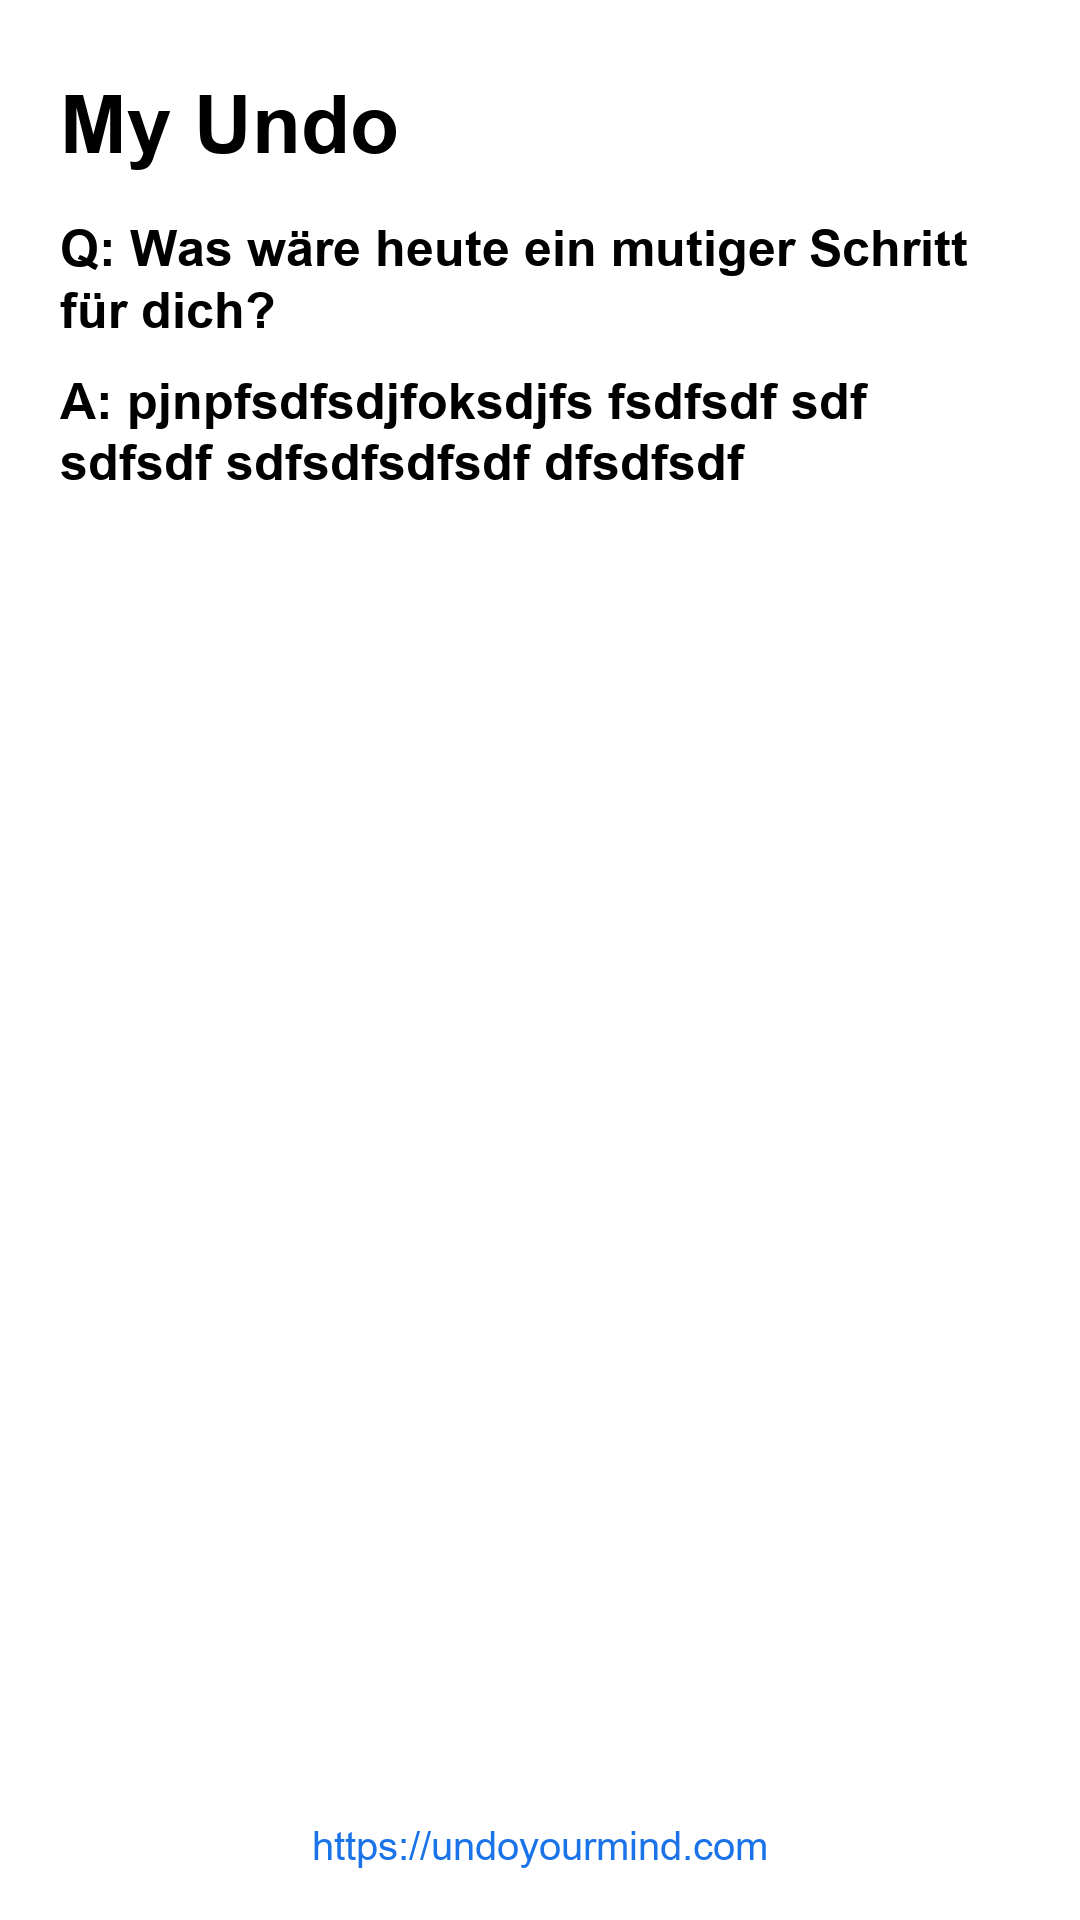 My Undo
Q: Was wäre heute ein mutiger Schritt
für dich?
A: pjnpfsdfsdjfoksdjfs fsdfsdf sdf
sdfsdf sdfsdfsdfsdf dfsdfsdf
https://undoyourmind.com